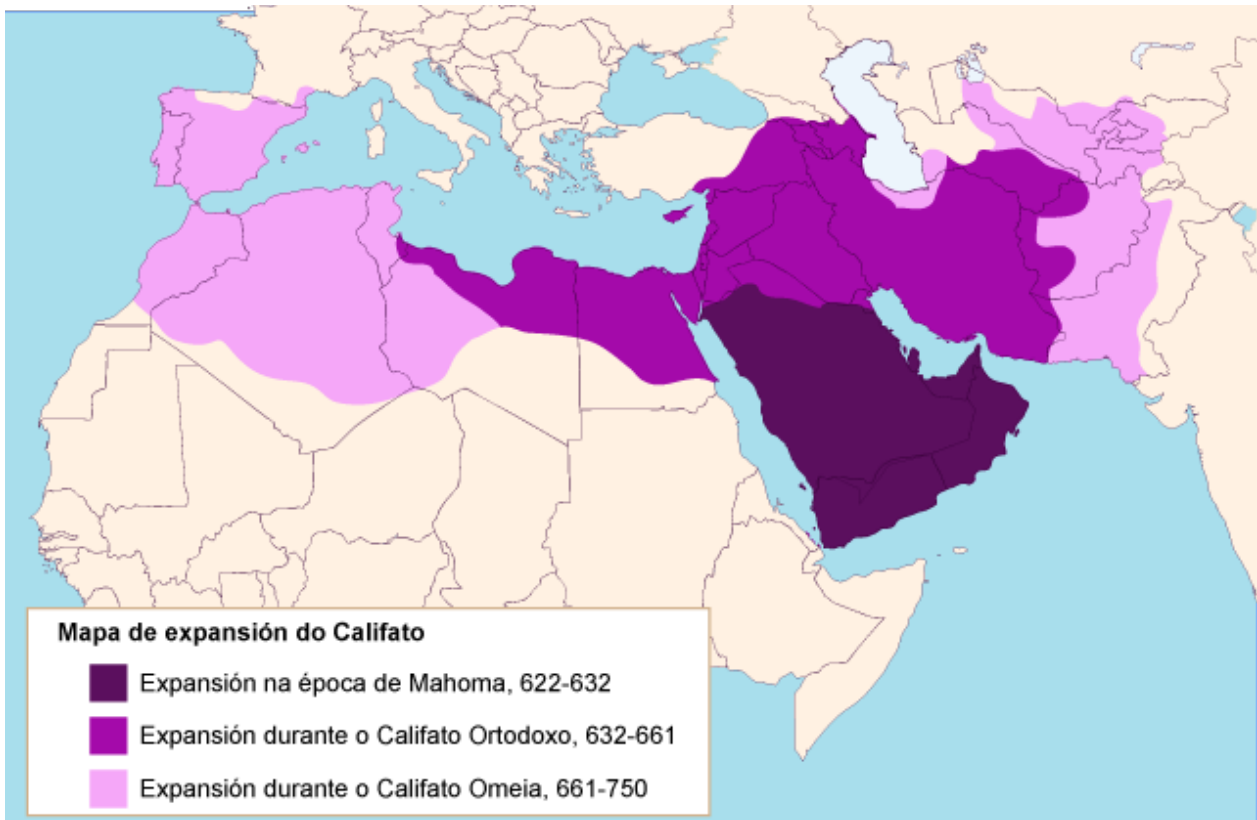 Mapa de expansión do Califato
Expansión na época de Mahoma, 622-632
Expansión durante o Califato Ortodoxo, 632-661
Expansión durante o Califato Omeia, 661-750